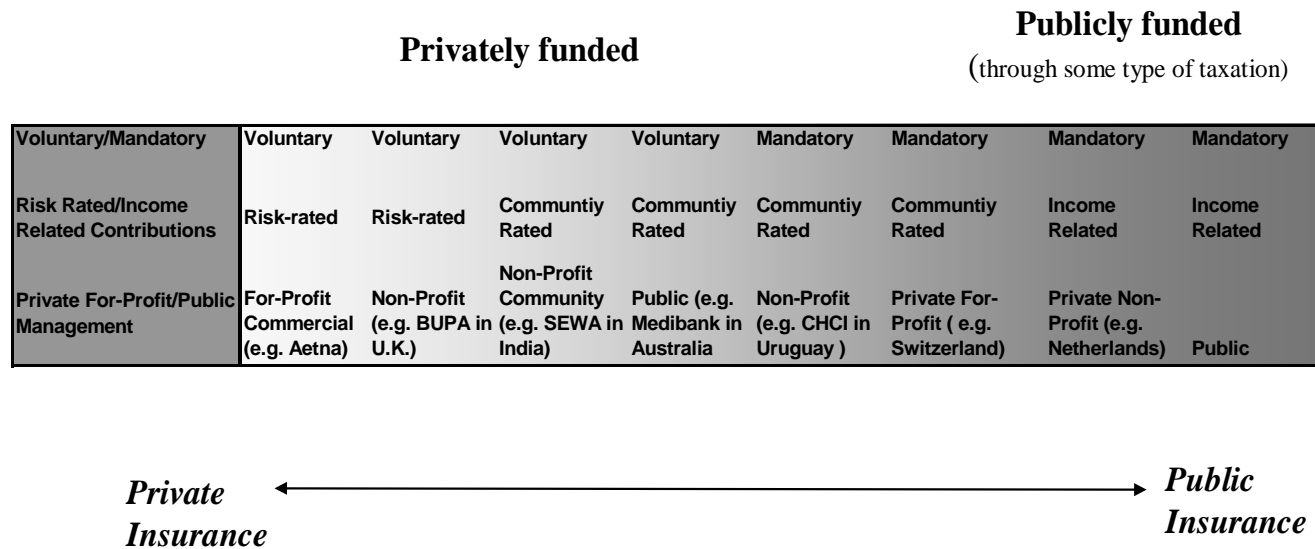 Privately funded
Publicly funded
(through some type of taxation)
Voluntary/Mandatory Voluntary Voluntary Voluntary Voluntary Mandatory Mandatory Mandatory Mandatory
Risk Rated/Income Related Contributions Risk-rated Risk-rated Communtiy Rated Communtiy Rated Communtiy Rated Communtiy Rated Income Related Income Related
Private For-Profit/Public Management For-Profit Commercial (e.g. Aetna) Non-Profit (e.g. BUPA in U.K.) Non-Profit Community (e.g. SEWA in India) Public (e.g. Medibank in Australia Non-Profit (e.g. CHCI in Uruguay ) Private For-Profit ( e.g. Switzerland) Private Non-Profit (e.g. Netherlands) Public
Private
Insurance
Public
Insurance